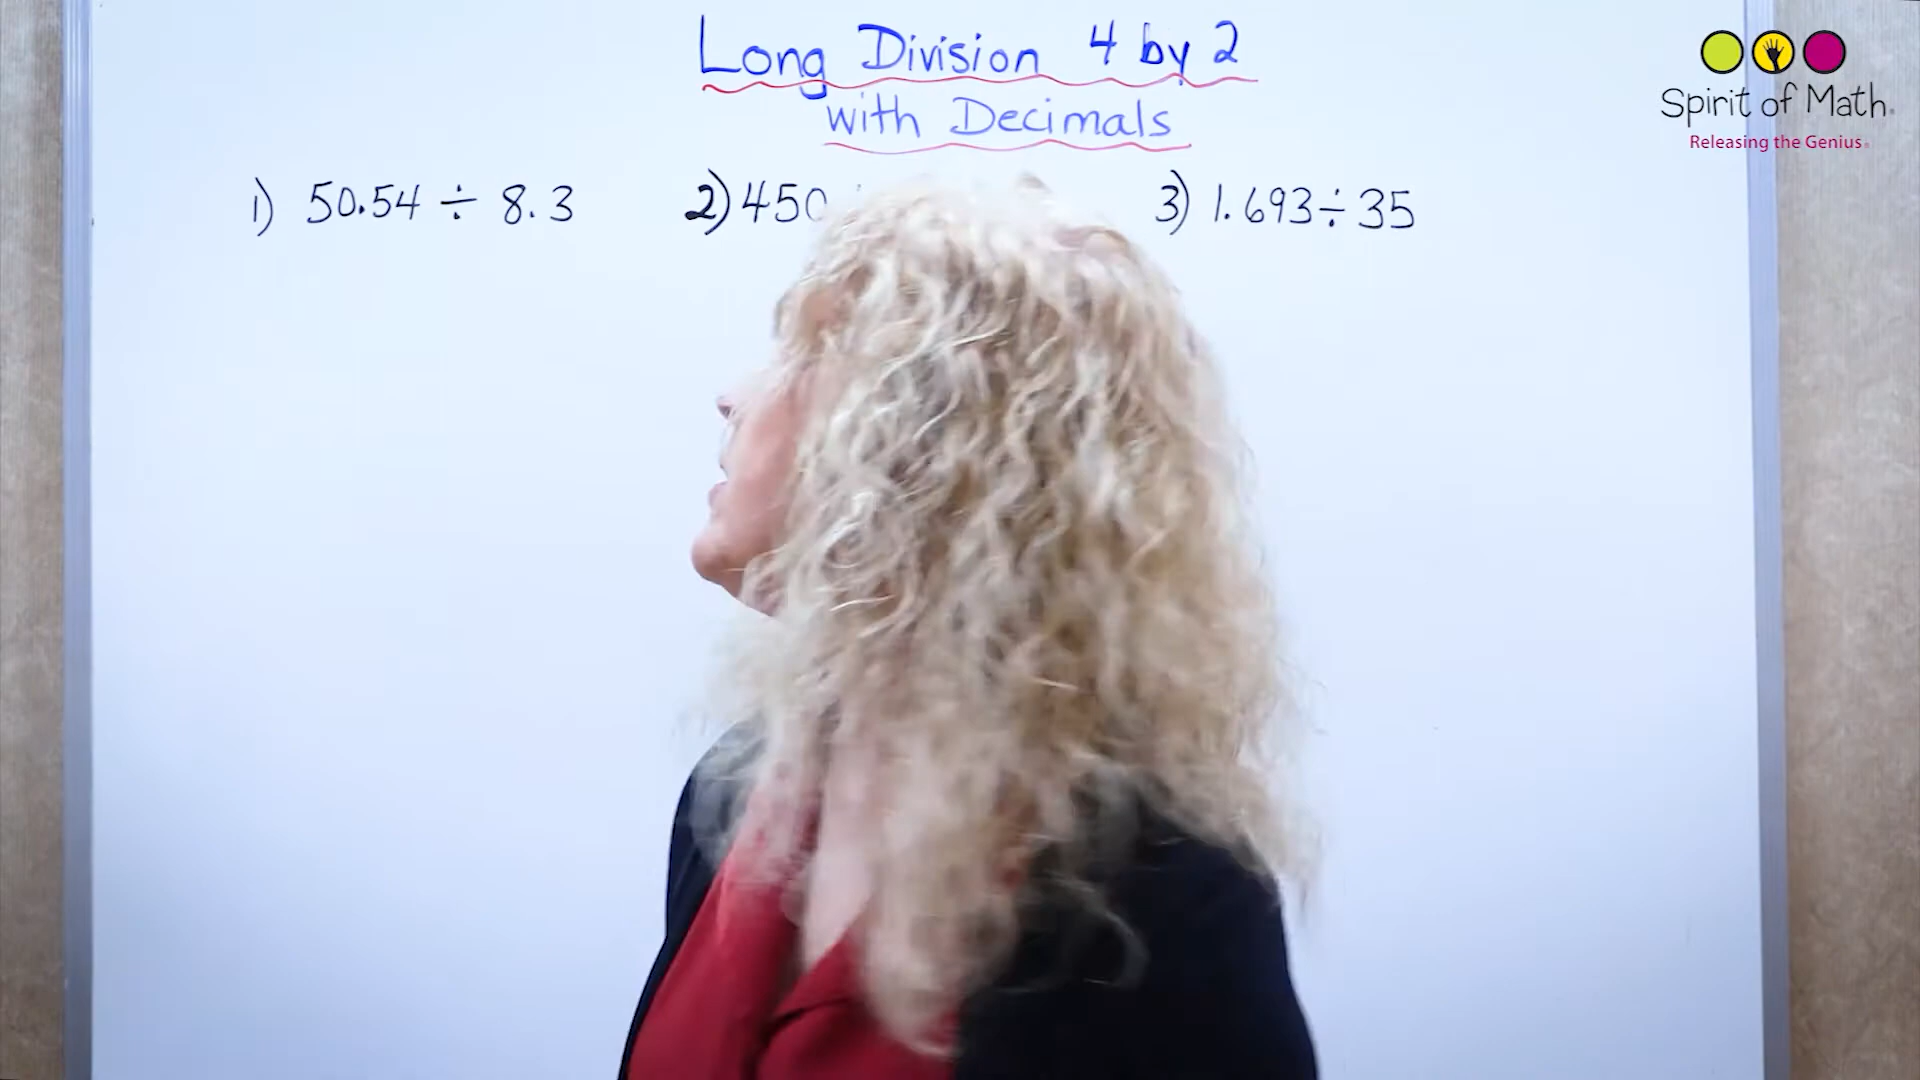 Long Division 4 by 2
with Decimals
Spirit of Math
Releasing the Genius
1) 50.54 ÷ 8.3
2) 450
3) 1.693 ÷ 35